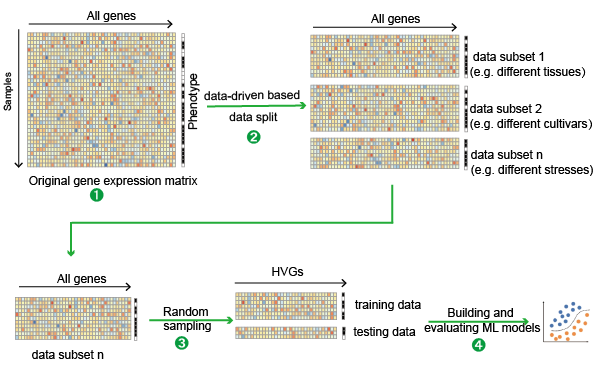 All genes
Samples
Phenotype
Original gene expression matrix
1
data-driven based
data split
2
All genes
data subset 1
(e.g. different tissues)
data subset 2
(e.g. different cultivars)
data subset n
(e.g. different stresses)
All genes
data subset n
Random
sampling
3
HVGs
training data
testing data
Building and
evaluating ML models
4